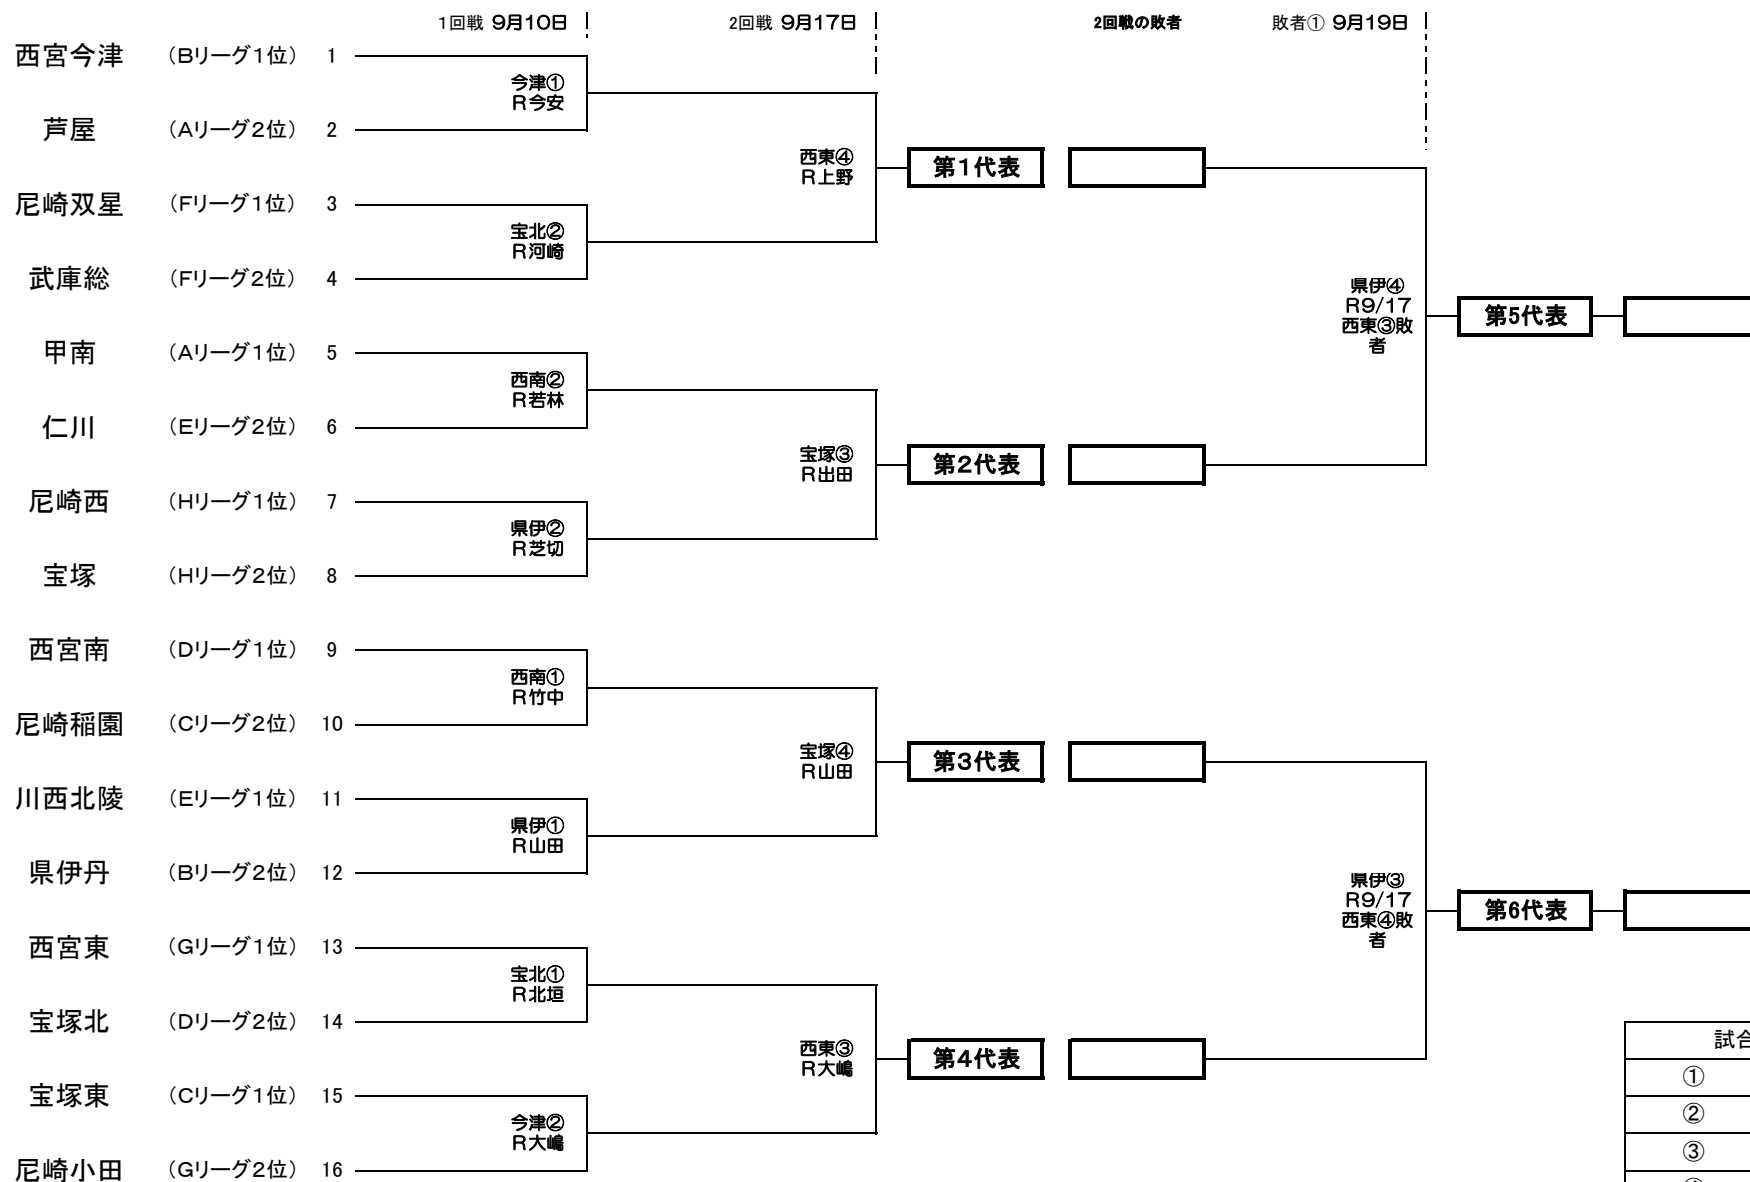 1回戦 9月10日
2回戦 9月17日
2回戦の敗者
敗者① 9月19日
西宮今津 （Bリーグ1位） 1
今津①
R今安
芦屋 （Aリーグ2位） 2
西東④
R上野
第1代表
尼崎双星 （Fリーグ1位） 3
宝北②
R河崎
武庫総 （Fリーグ2位） 4
県伊④
R9/17
西東③敗
者
第5代表
甲南 （Aリーグ1位） 5
西南②
R若林
仁川 （Eリーグ2位） 6
宝塚③
R出田
第2代表
尼崎西 （Hリーグ1位） 7
県伊②
R芝切
宝塚 （Hリーグ2位） 8
西宮南 （Dリーグ1位） 9
西南①
R竹中
尼崎稲園 （Cリーグ2位） 10
宝塚④
R山田
第3代表
川西北陵 （Eリーグ1位） 11
県伊①
R山田
県伊丹 （Bリーグ2位） 12
県伊③
R9/17
西東④敗
者
第6代表
西宮東 （Gリーグ1位） 13
宝北①
R北垣
宝塚北 （Dリーグ2位） 14
西東③
R大嶋
第4代表
宝塚東 （Cリーグ1位） 15
今津②
R大嶋
尼崎小田 （Gリーグ2位） 16
試合
①
②
③